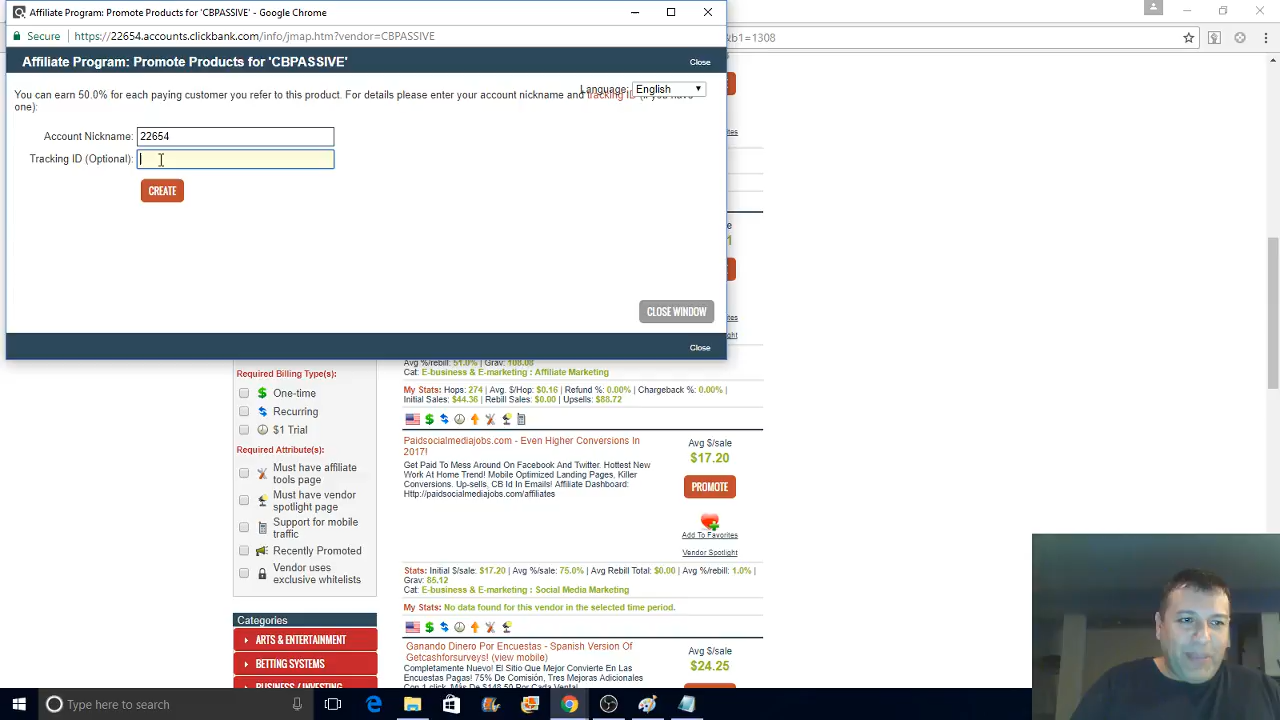 Affiliate Program: Promote Products for 'CBPASSIVE' - Google Chrome
Secure https://22654.accounts.clickbank.com/info/jmap.htm?vendor=CBPASSIVE
&b1=1308
Affiliate Program: Promote Products for 'CBPASSIVE'
Close
Language: English
You can earn 50.0% for each paying customer you refer to this product. For details please enter your account nickname and tracking ID (if you have
one):
Account Nickname: 22654
Tracking ID (Optional):
CREATE
CLOSE WINDOW
Close
Avg %/rebill: 51.0% | Grav: 108.08
Cat: E-business & E-marketing : Affiliate Marketing
My Stats: Hops: 274 | Avg. $/Hop: $0.16 | Refund %: 0.00% | Chargeback %: 0.00% |
Initial Sales: $44.36 | Rebill Sales: $0.00 | Upsells: $88.72
Required Billing Type(s):
One-time
Recurring
$1 Trial
Required Attribute(s):
Must have affiliate
tools page
Must have vendor
spotlight page
Support for mobile
traffic
Recently Promoted
Vendor uses
exclusive whitelists
Categories
ARTS & ENTERTAINMENT
BETTING SYSTEMS
BUSINESS / INVESTING
Paidsocialmediajobs.com - Even Higher Conversions In
2017!
Get Paid To Mess Around On Facebook And Twitter. Hottest New
Work At Home Trend! Mobile Optimized Landing Pages, Killer
Conversions. Up-sells, CB Id In Emails! Affiliate Dashboard:
Http://paidsocialmediajobs.com/affiliates
Avg $/sale
$17.20
PROMOTE
Add To Favorites
Vendor Spotlight
Stats: Initial $/sale: $17.20 | Avg %/sale: 75.0% | Avg Rebill Total: $0.00 | Avg %/rebill: 1.0% |
Grav: 85.12
Cat: E-business & E-marketing : Social Media Marketing
My Stats: No data found for this vendor in the selected time period.
Ganando Dinero Por Encuestas - Spanish Version Of
Getcashforsurveys! (view mobile)
Completamente Nuevo! El Sitio Que Mejor Convierte En Las
Encuestas Pagas! 75% De Comisión, Tres Mejoras Adicionales
Avg $/sale
$24.25
Type here to search